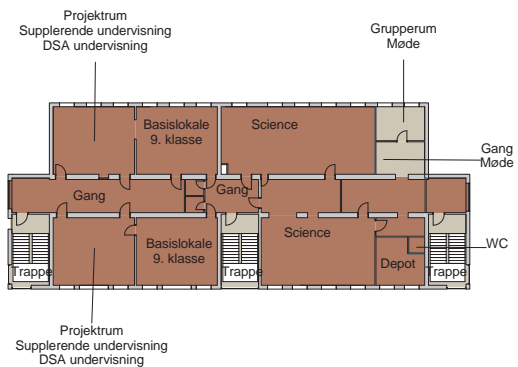 Projektrum
Supplerende undervisning
DSA undervisning
Grupperum
Møde
Basislokale
9. klasse
Science
Gang
Møde
Gang
Gang
Science
WC
Basislokale
9. klasse
Depot
Trappe
Trappe
Trappe
Projektrum
Supplerende undervisning
DSA undervisning